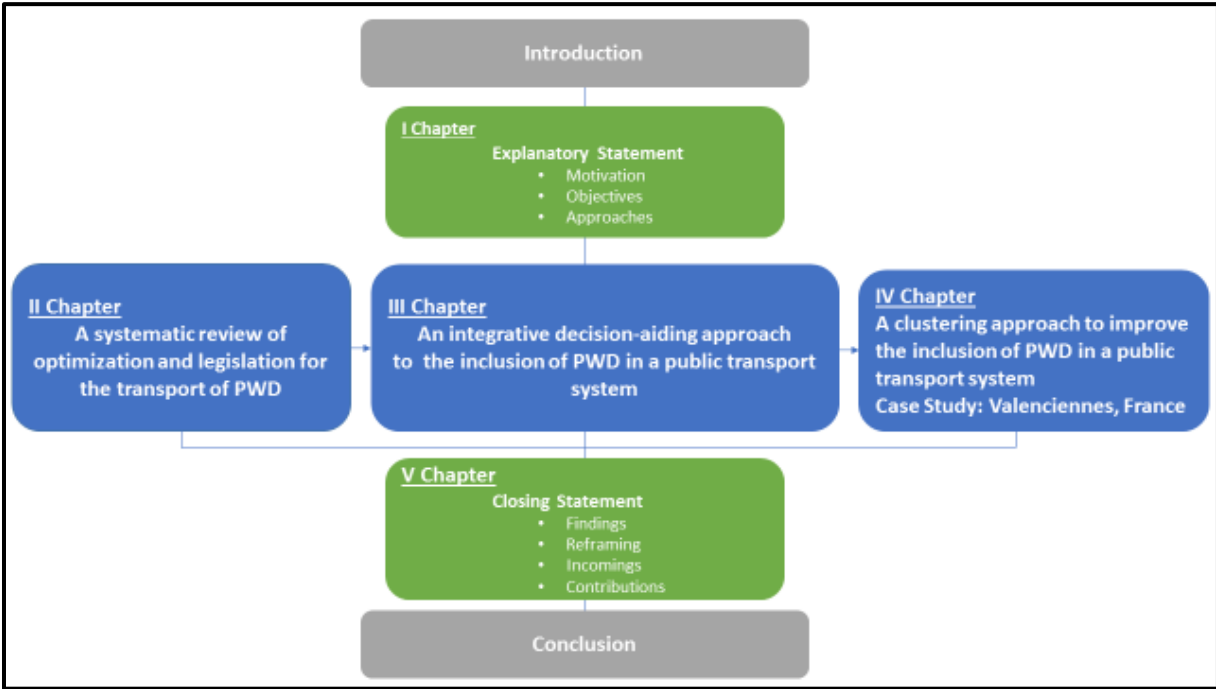 Introduction
I Chapter
Explanatory Statement
• Motivation
• Objectives
• Approaches
II Chapter
A systematic review of
optimization and legislation for
the transport of PWD
III Chapter
An integrative decision-aiding approach
to the inclusion of PWD in a public transport
system
IV Chapter
A clustering approach to improve
the inclusion of PWD in a public
transport system
Case Study: Valenciennes, France
V Chapter
Closing Statement
• Findings
• Reframing
• Incomings
• Contributions
Conclusion